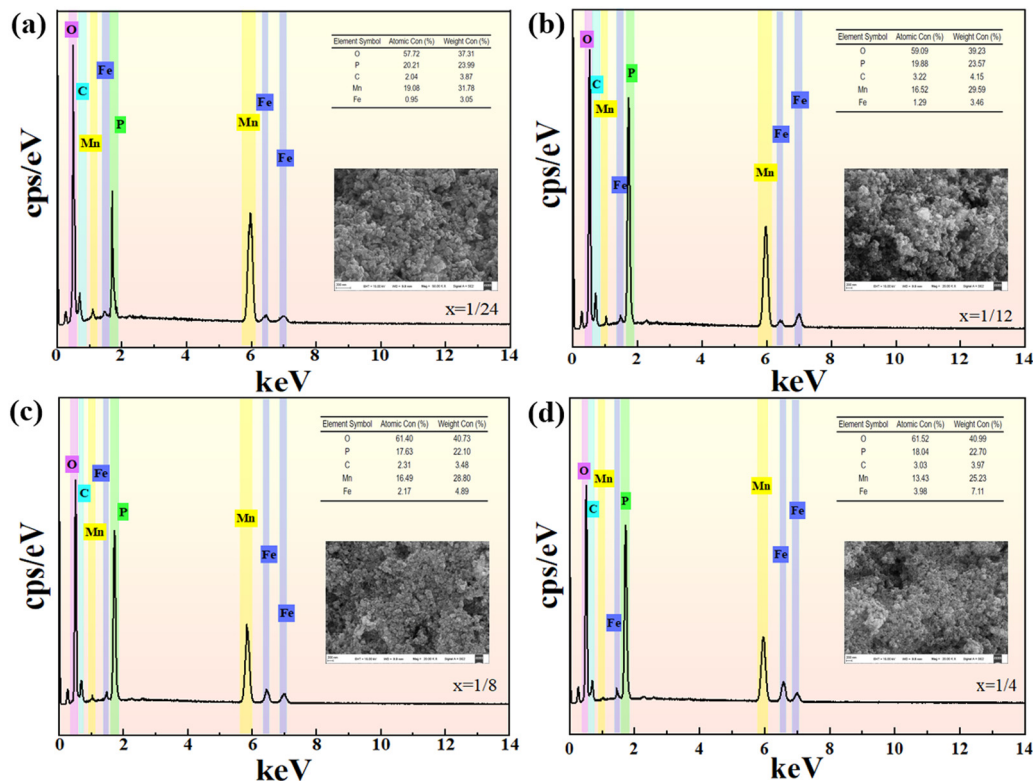 (a)
O
C
Mn
Fe
P
Mn
Fe
Fe
Element Symbol Atomic Con (%) Weight Con (%)
O 57.72 37.31
P 20.21 23.99
C 2.04 3.87
Mn 19.08 31.78
Fe 0.95 3.05
x=1/24
cps/eV
0 2 4 6 8 10 12 14
keV
(b)
O
C
Mn
Fe
P
Mn
Fe
Fe
Element Symbol Atomic Con (%) Weight Con (%)
O 59.09 39.23
P 19.88 23.57
C 3.22 4.15
Mn 16.52 29.59
Fe 1.29 3.46
x=1/12
cps/eV
0 2 4 6 8 10 12 14
keV
(c)
O
C
Mn
Fe
P
Mn
Fe
Fe
Element Symbol Atomic Con (%) Weight Con (%)
O 61.40 40.73
P 17.63 22.10
C 2.31 3.48
Mn 16.49 28.80
Fe 2.17 4.89
x=1/8
cps/eV
0 2 4 6 8 10 12 14
keV
(d)
O
C
Mn
Fe
P
Mn
Fe
Fe
Element Symbol Atomic Con (%) Weight Con (%)
O 61.52 40.99
P 18.04 22.70
C 3.03 3.97
Mn 13.43 25.23
Fe 3.98 7.11
x=1/4
cps/eV
0 2 4 6 8 10 12 14
keV